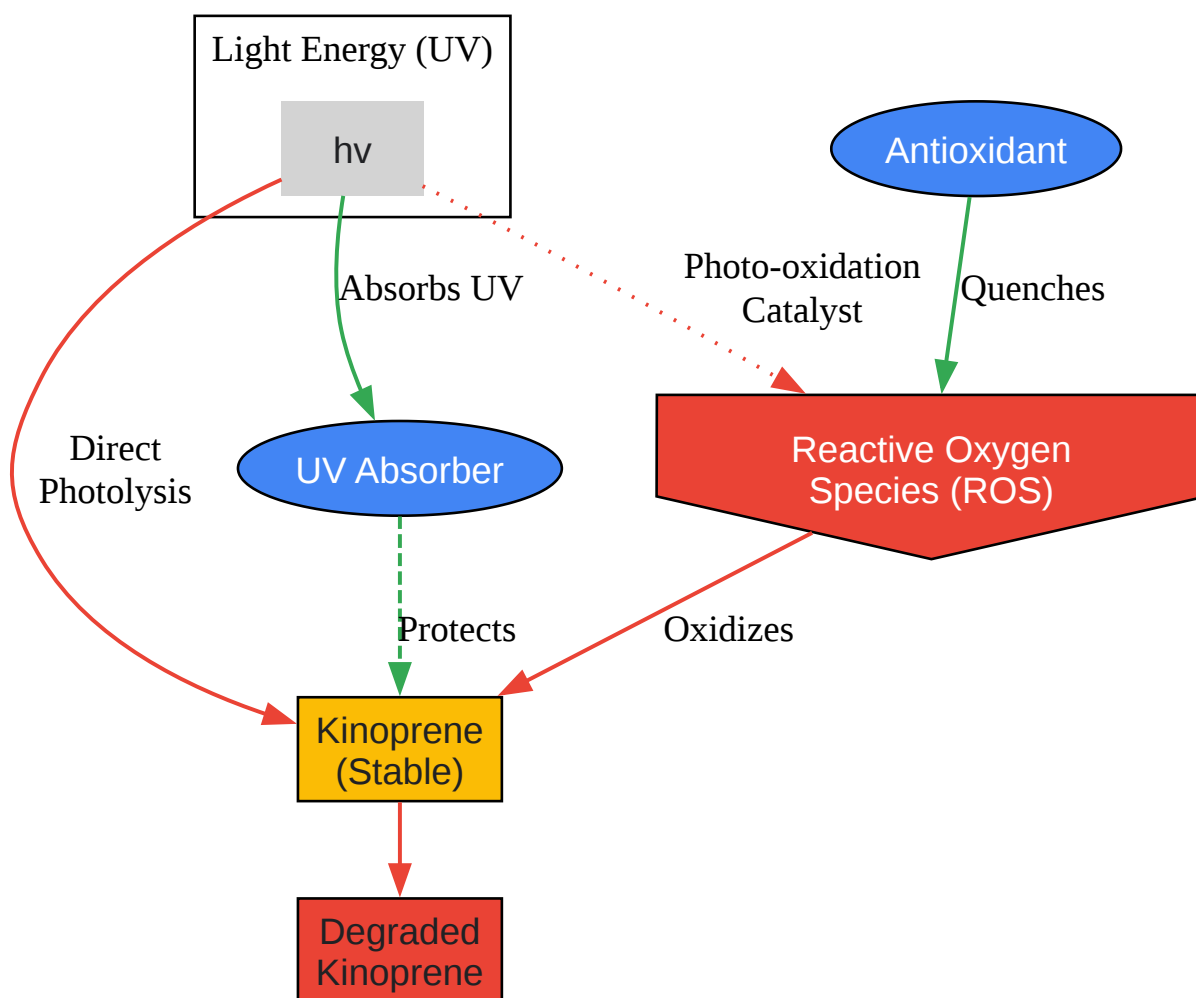 Light Energy (UV)
hv
Antioxidant
Photo-oxidation
Catalyst
Absorbs UV
Quenches
Direct
Photolysis
UV Absorber
Reactive Oxygen
Species (ROS)
Protects
Oxidizes
Kinoprene
(Stable)
Degraded
Kinoprene